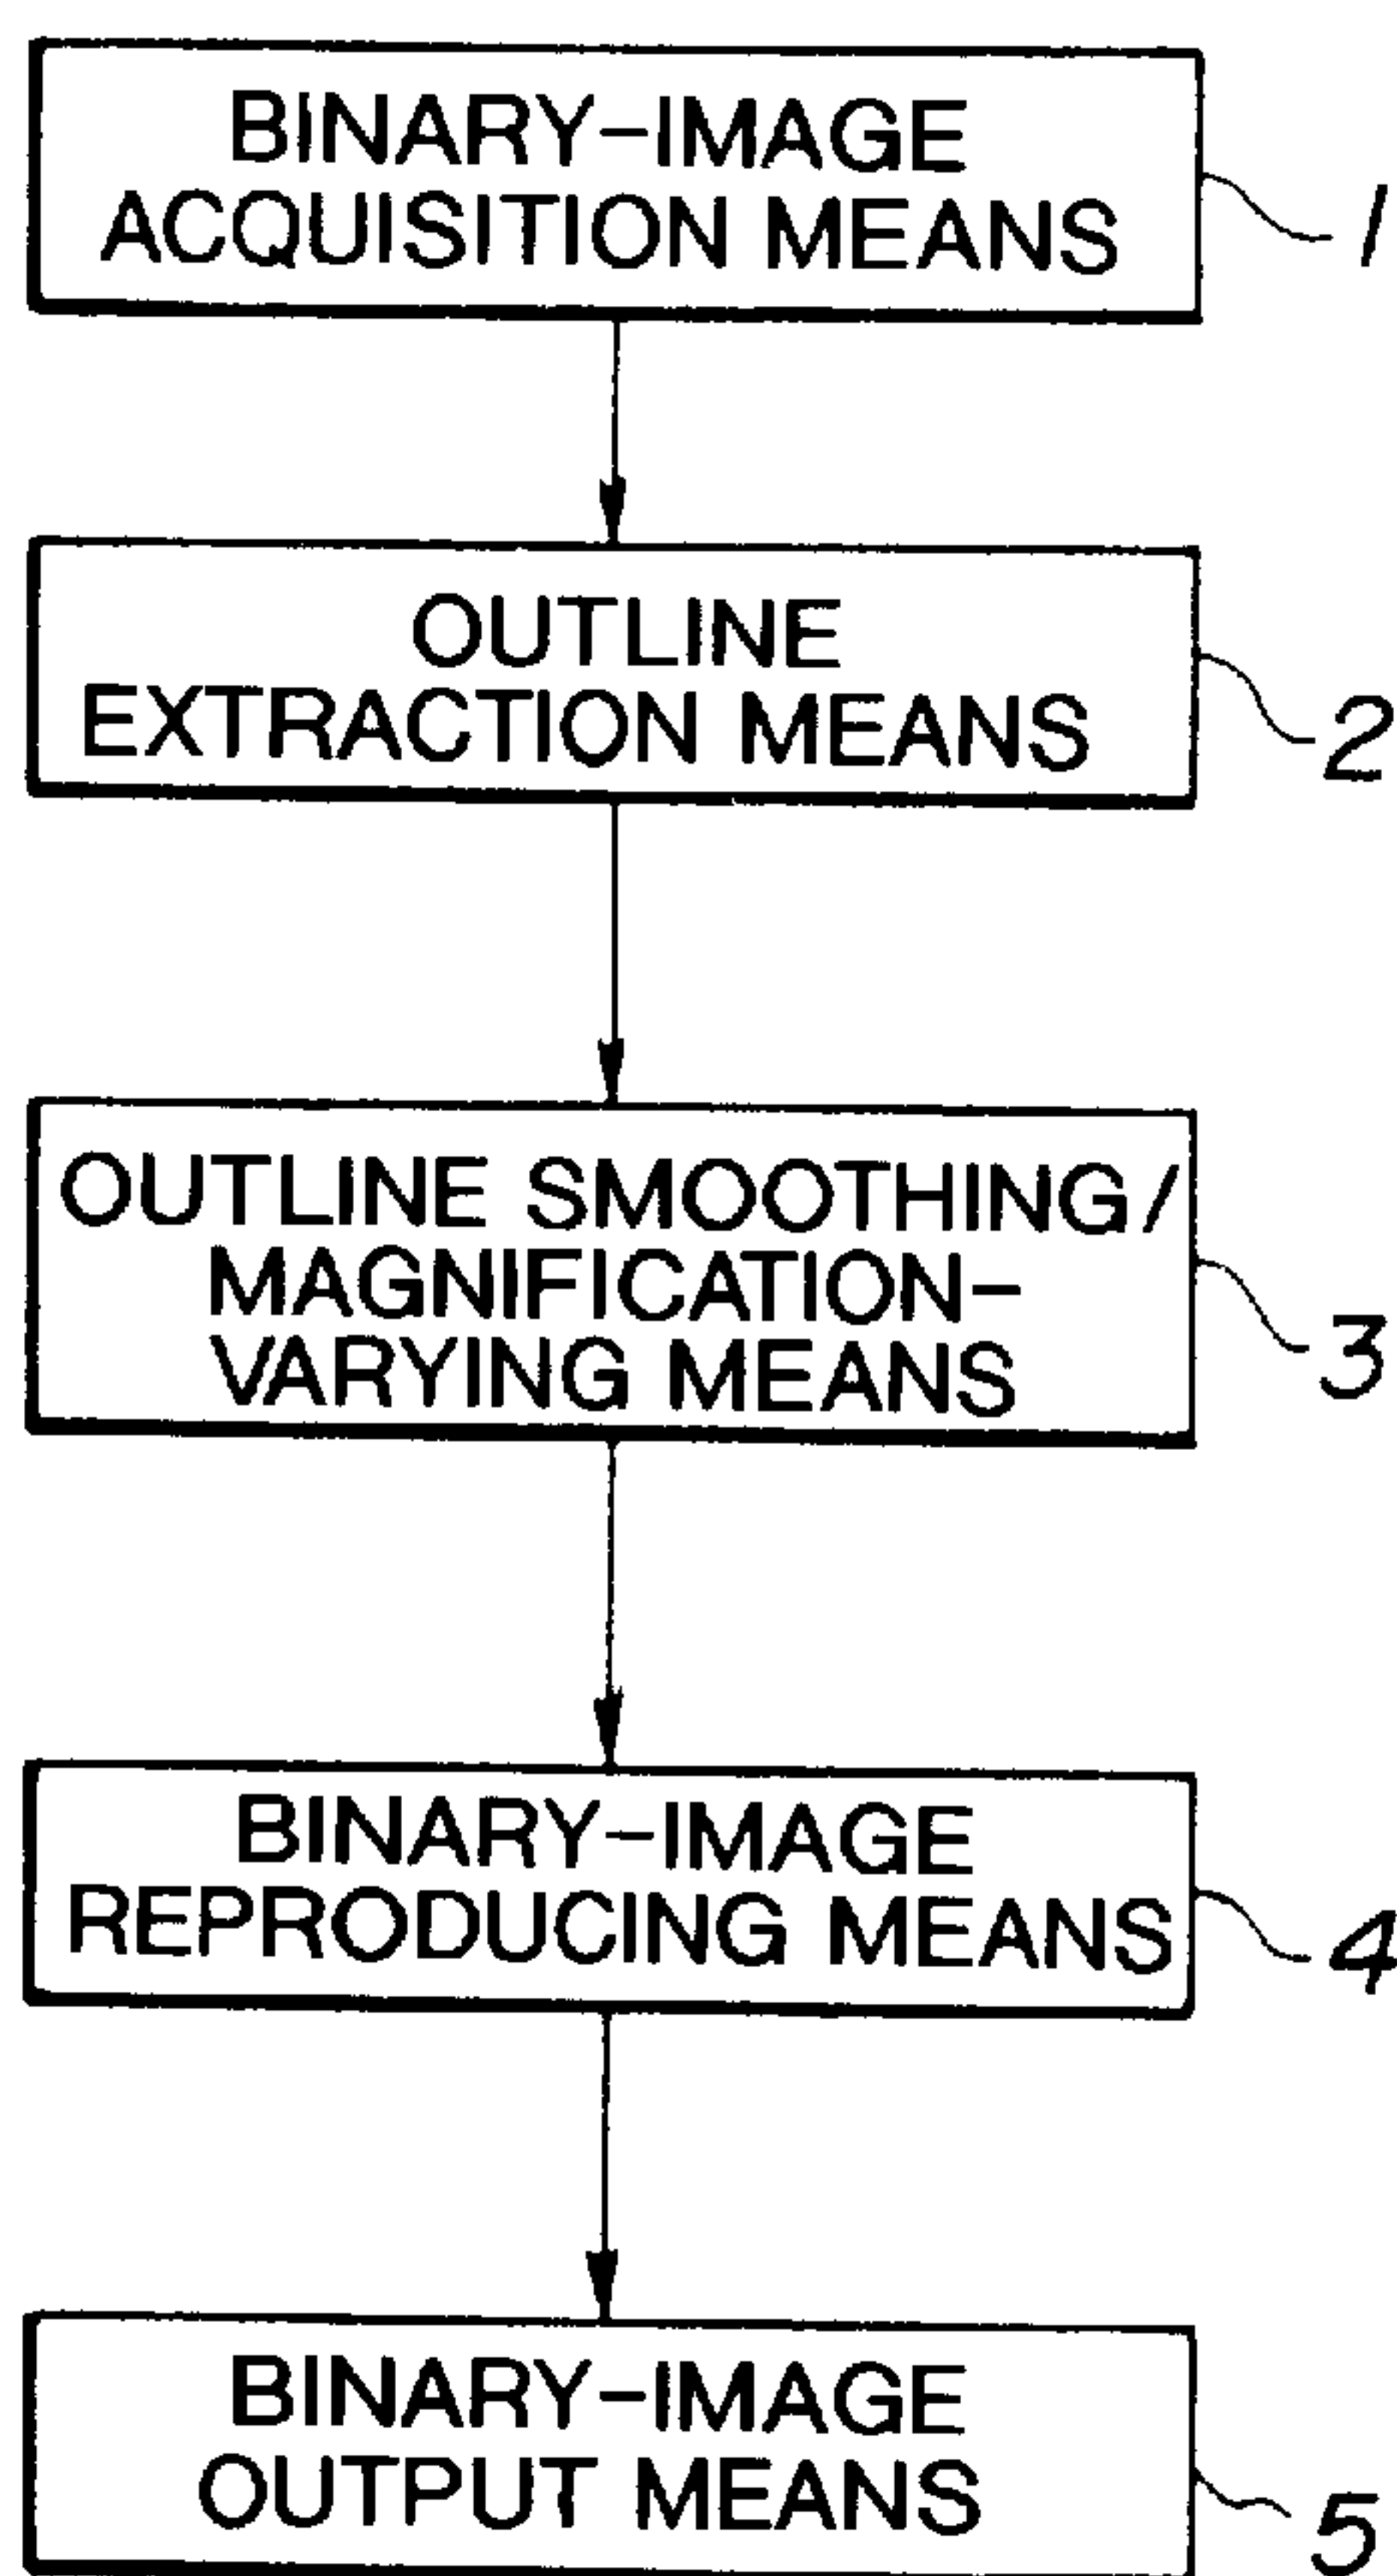 BINARY-IMAGE
ACQUISITION MEANS
1
OUTLINE
EXTRACTION MEANS
2
OUTLINE SMOOTHING/
MAGNIFICATION-
VARYING MEANS
3
BINARY-IMAGE
REPRODUCING MEANS
4
BINARY-IMAGE
OUTPUT MEANS
5